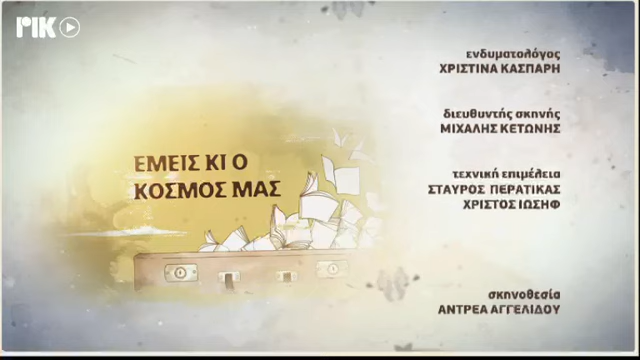 ΡΙΚ
ΕΜΕΙΣ ΚΙ Ο
ΚΟΣΜΟΣ ΜΑΣ
ενδυματολόγος
ΧΡΙΣΤΙΝΑ ΚΑΣΠΑΡΗ
διευθυντής σκηνής
ΜΙΧΑΛΗΣ ΚΕΤΩΝΗΣ
τεχνική επιμέλεια
ΣΤΑΥΡΟΣ ΠΕΡΑΤΙΚΑΣ
ΧΡΙΣΤΟΣ ΙΩΣΗΦ
σκηνοθεσία
ΑΝΤΡΕΑ ΑΓΓΕΛΙΔΟΥ